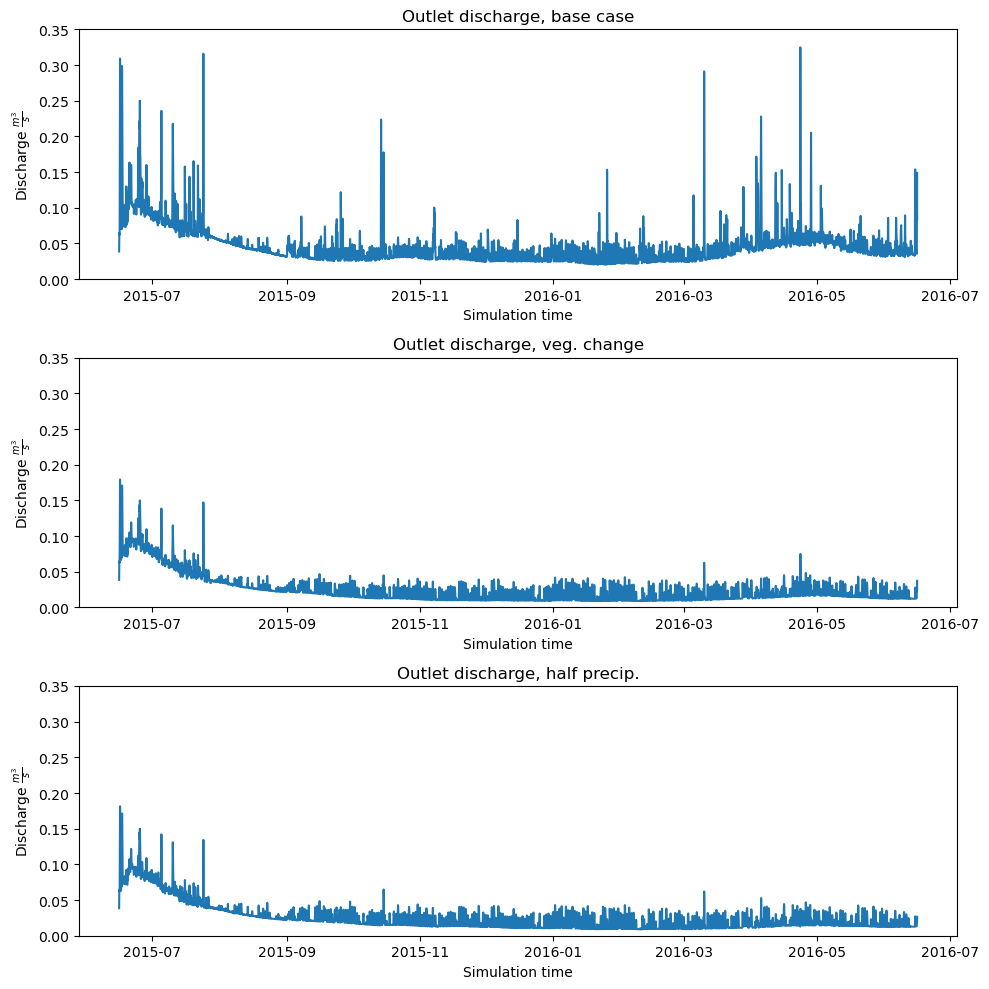 Outlet discharge, base case
Discharge m³/s
0.35
0.30
0.25
0.20
0.15
0.10
0.05
0.00
2015-07 2015-09 2015-11 2016-01 2016-03 2016-05 2016-07
Simulation time
Outlet discharge, veg. change
Discharge m³/s
0.35
0.30
0.25
0.20
0.15
0.10
0.05
0.00
2015-07 2015-09 2015-11 2016-01 2016-03 2016-05 2016-07
Simulation time
Outlet discharge, half precip.
Discharge m³/s
0.35
0.30
0.25
0.20
0.15
0.10
0.05
0.00
2015-07 2015-09 2015-11 2016-01 2016-03 2016-05 2016-07
Simulation time